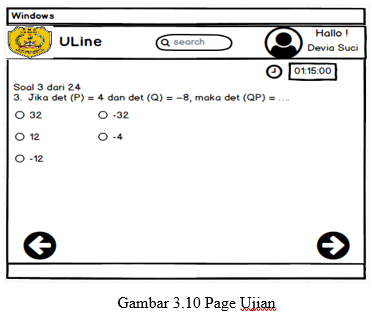 Windows
ULine
search
Hallo !
Devia Suci
01:15:00
Soal 3 dari 24
3. Jika det (P) = 4 dan det (Q) = -8, maka det (QP) = ....
32
-32
12
-4
-12
Gambar 3.10 Page Ujian